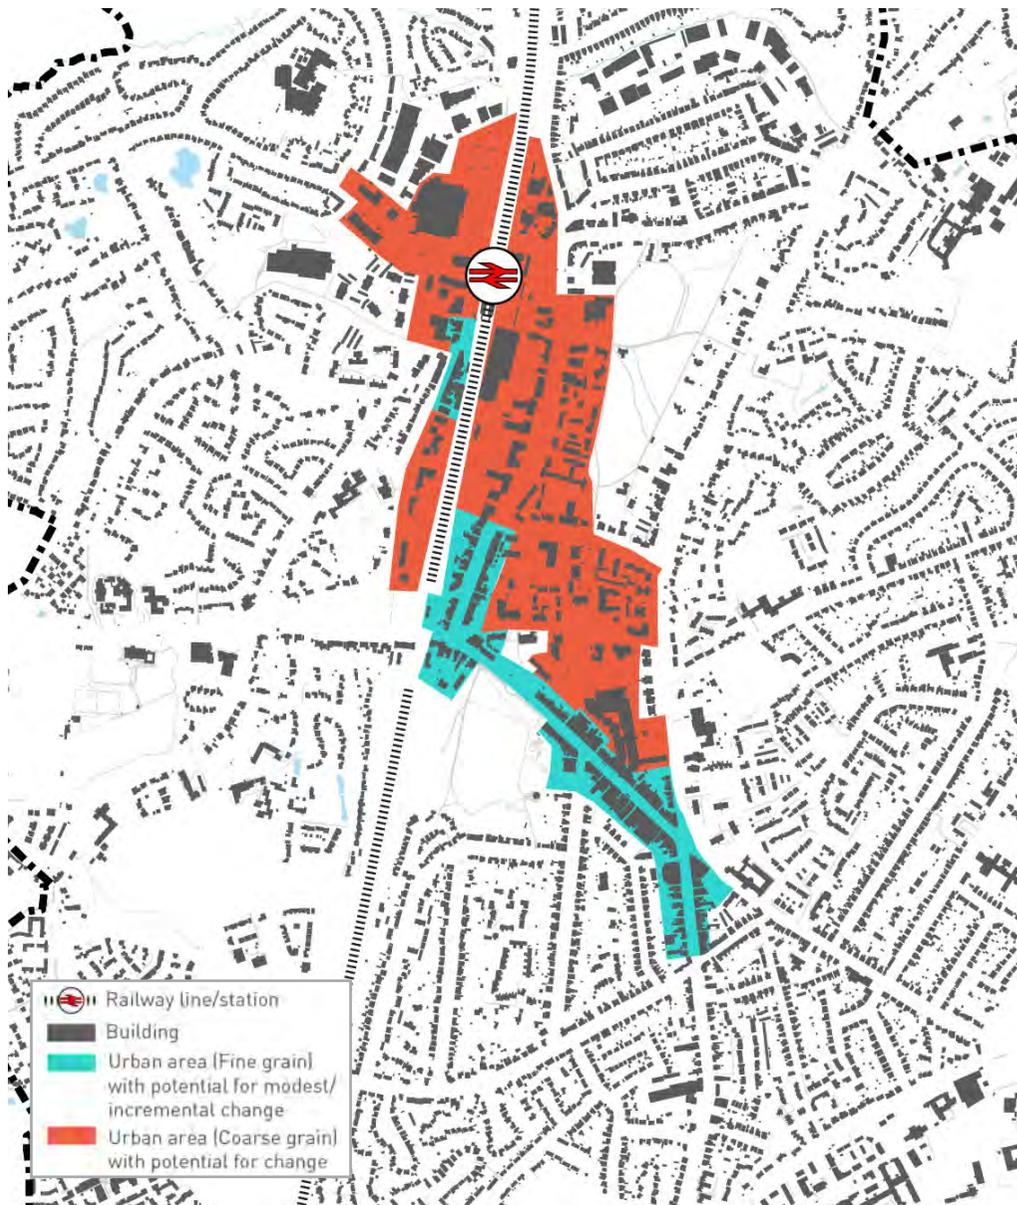 Railway line/station
Building
Urban area (Fine grain)
with potential for modest/
incremental change
Urban area (Coarse grain)
with potential for change